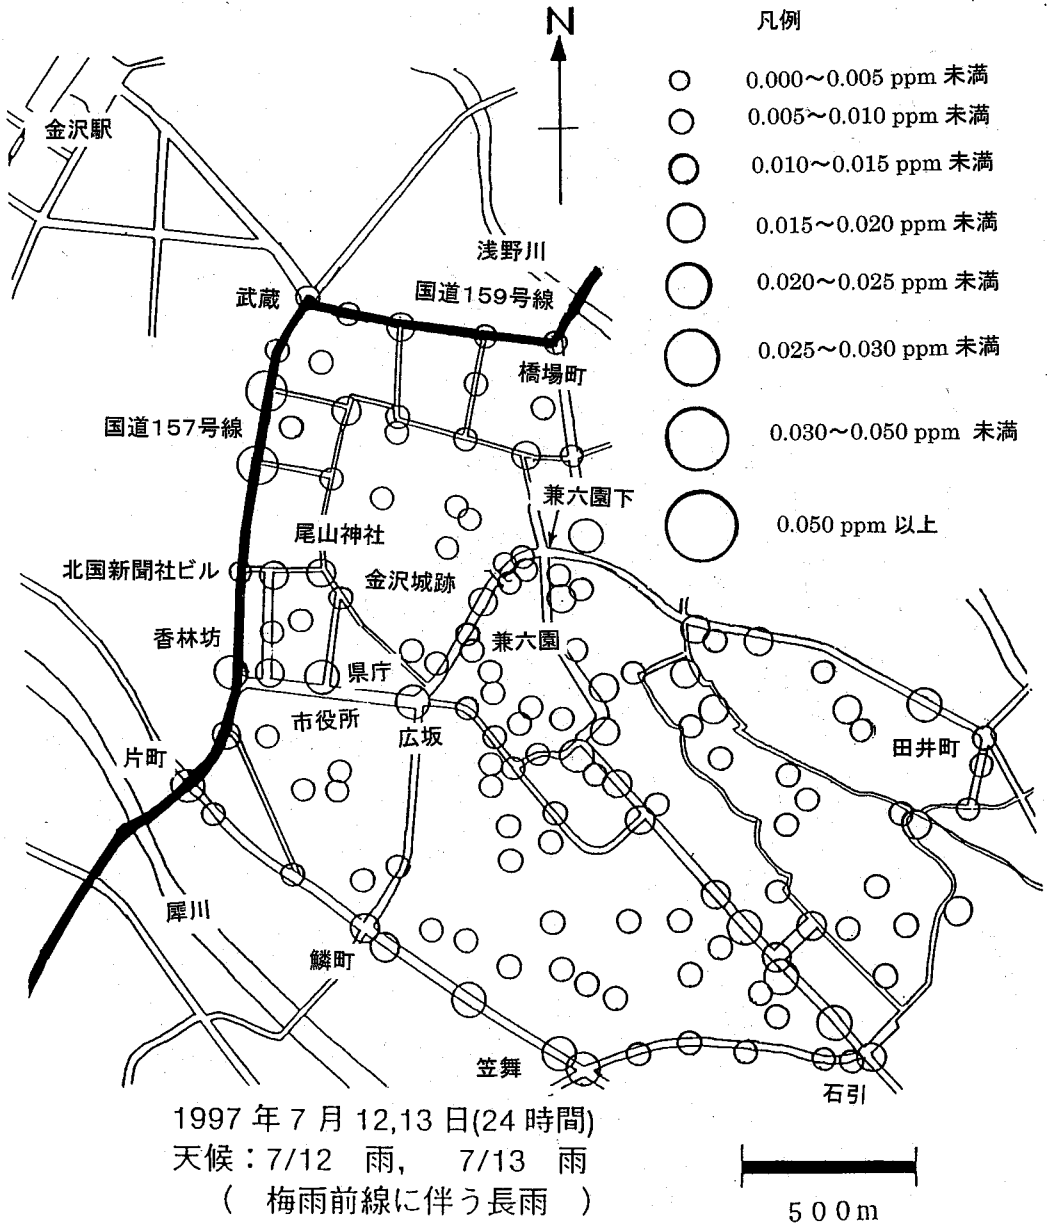 N
凡例
0.000～0.005 ppm 未満
0.005～0.010 ppm 未満
0.010～0.015 ppm 未満
0.015～0.020 ppm 未満
0.020～0.025 ppm 未満
0.025～0.030 ppm 未満
0.030～0.050 ppm 未満
0.050 ppm 以上
金沢駅
浅野川
武蔵
国道159号線
橋場町
国道157号線
兼六園下
尾山神社
北国新聞社ビル
金沢城跡
香林坊
兼六園
県庁
市役所
広坂
片町
田井町
犀川
鱗町
笠舞
石引
1997 年 7 月 12,13 日(24 時間)
天候：7/12 雨， 7/13 雨
( 梅雨前線に伴う長雨 )
500m